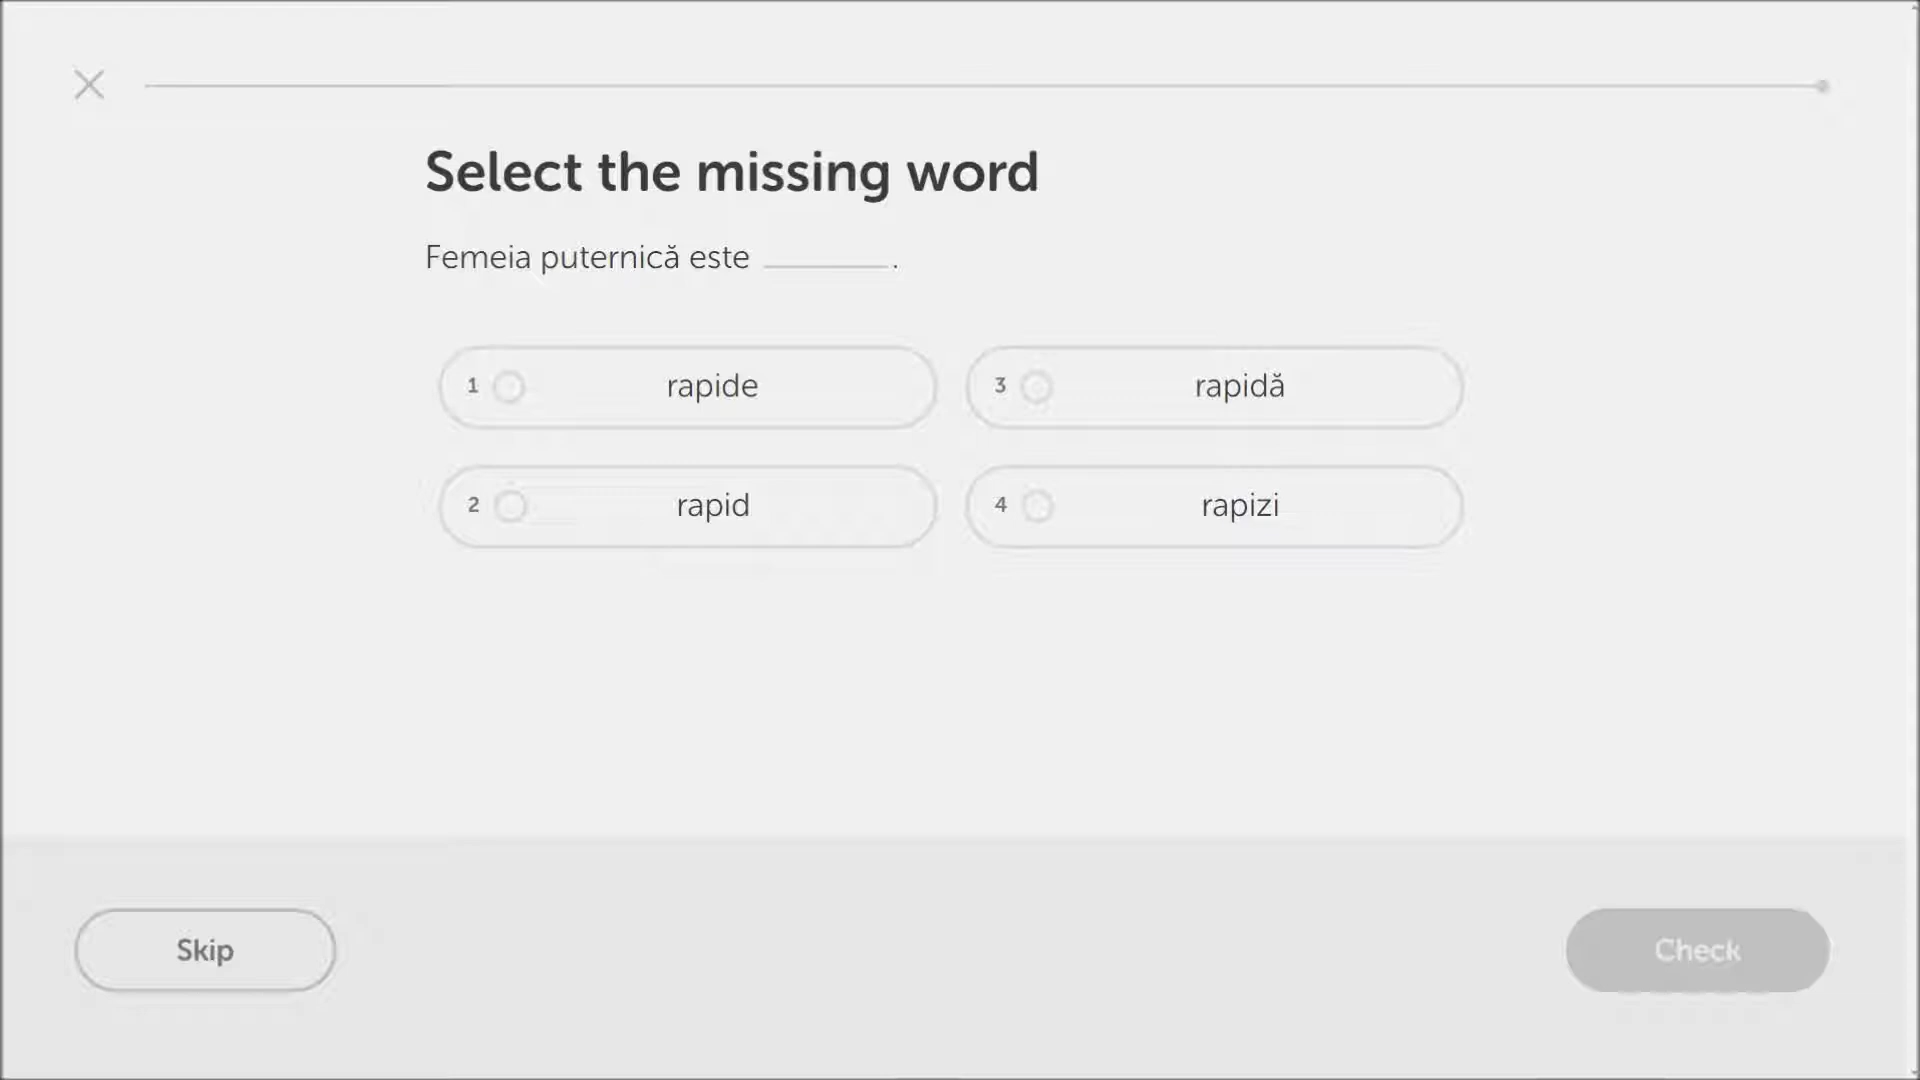 Select the missing word
Femeia puternică este ______.
1 rapide
3 rapidă
2 rapid
4 rapizi
Skip
Check